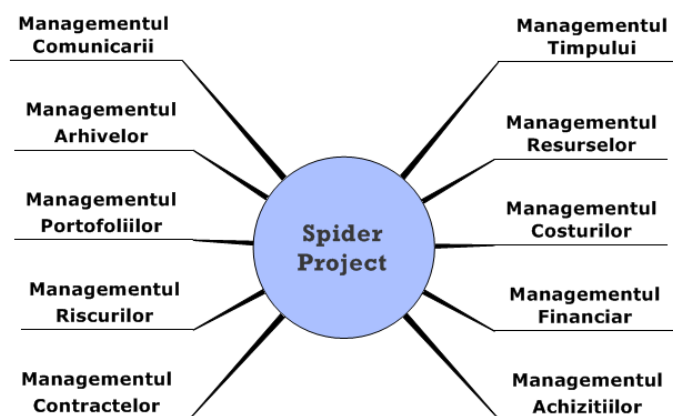 Managementul
Comunicarii
Managementul
Arhivelor
Managementul
Portofoliilor
Managementul
Riscurilor
Managementul
Contractelor
Spider
Project
Managementul
Timpului
Managementul
Resurselor
Managementul
Costurilor
Managementul
Financiar
Managementul
Achizitiilor